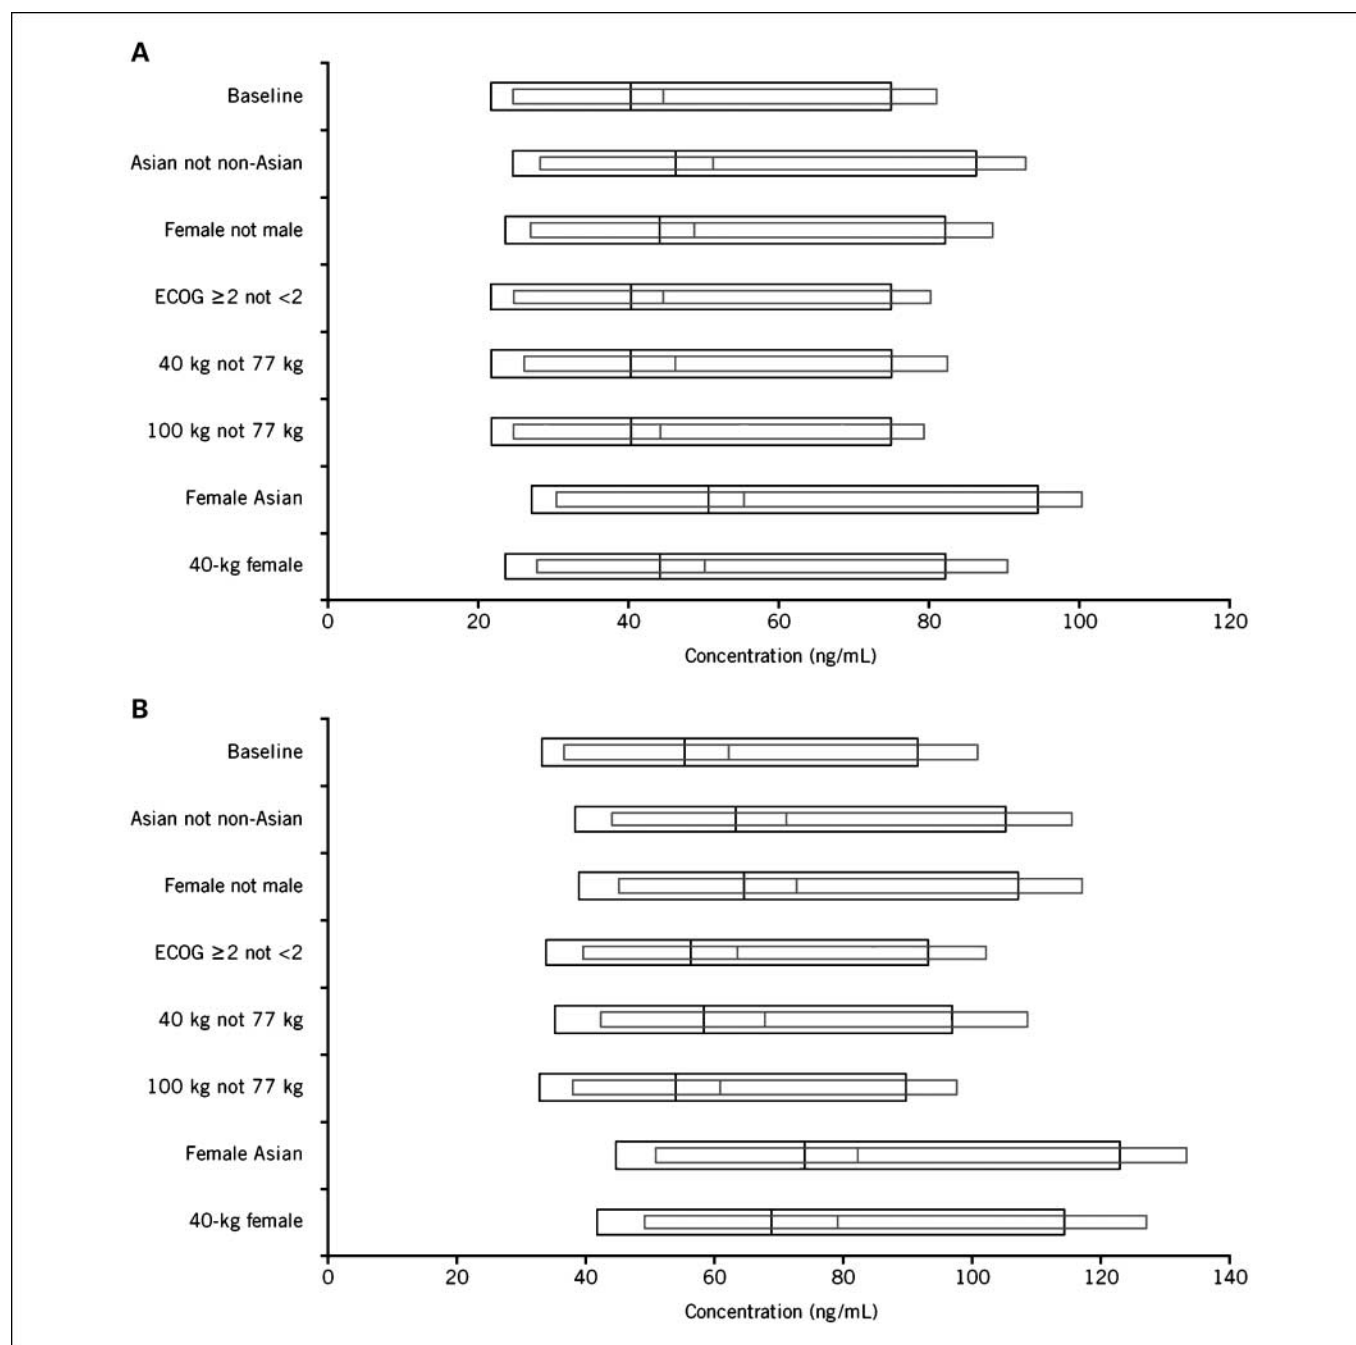 A
Baseline
Asian not non-Asian
Female not male
ECOG ≥2 not <2
40 kg not 77 kg
100 kg not 77 kg
Female Asian
40-kg female
0 20 40 60 80 100 120
Concentration (ng/mL)
B
Baseline
Asian not non-Asian
Female not male
ECOG ≥2 not <2
40 kg not 77 kg
100 kg not 77 kg
Female Asian
40-kg female
0 20 40 60 80 100 120 140
Concentration (ng/mL)